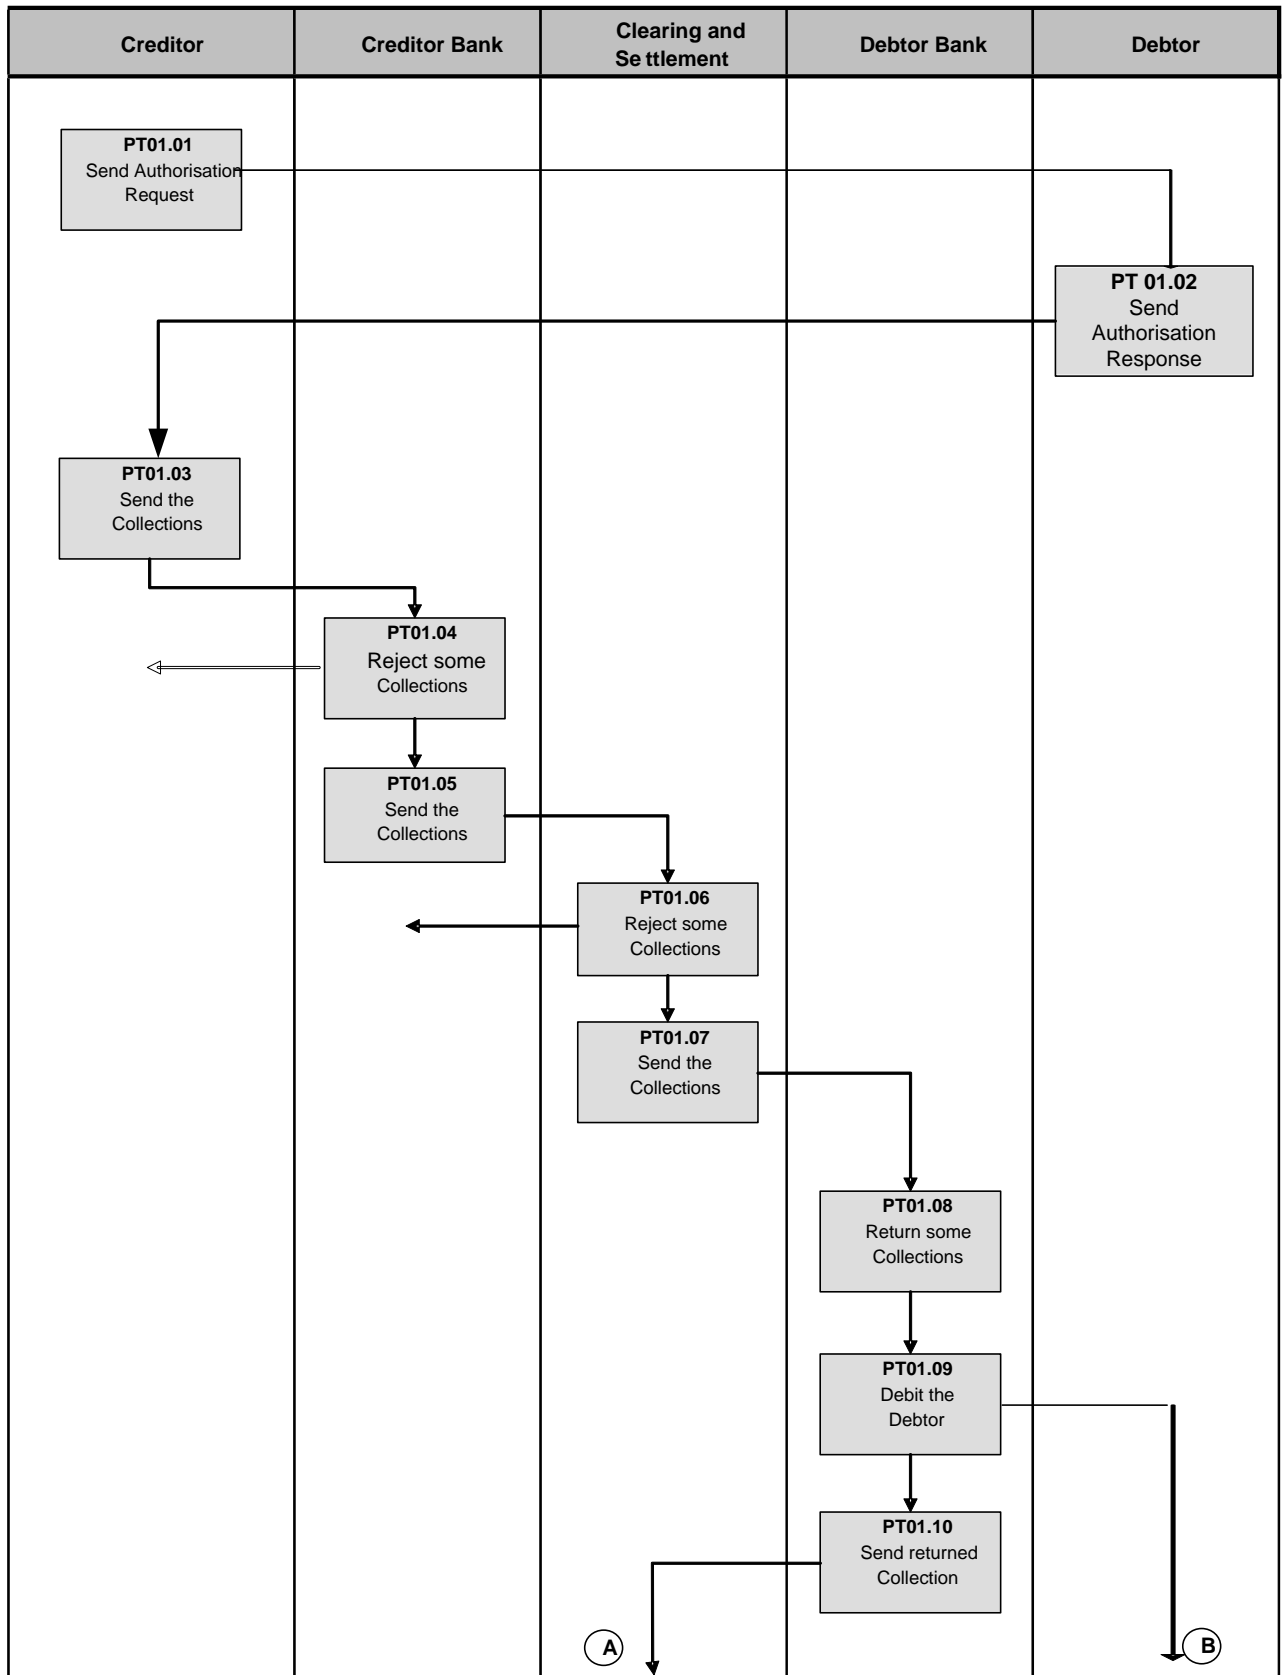 Creditor
Creditor Bank
Clearing and
Se ttlement
Debtor Bank
Debtor
PT01.01
Send Authorisation
Request
PT 01.02
Send
Authorisation
Response
PT01.03
Send the
Collections
PT01.04
Reject some
Collections
PT01.05
Send the
Collections
PT01.06
Reject some
Collections
PT01.07
Send the
Collections
PT01.08
Return some
Collections
PT01.09
Debit the
Debtor
PT01.10
Send returned
Collection
A
B